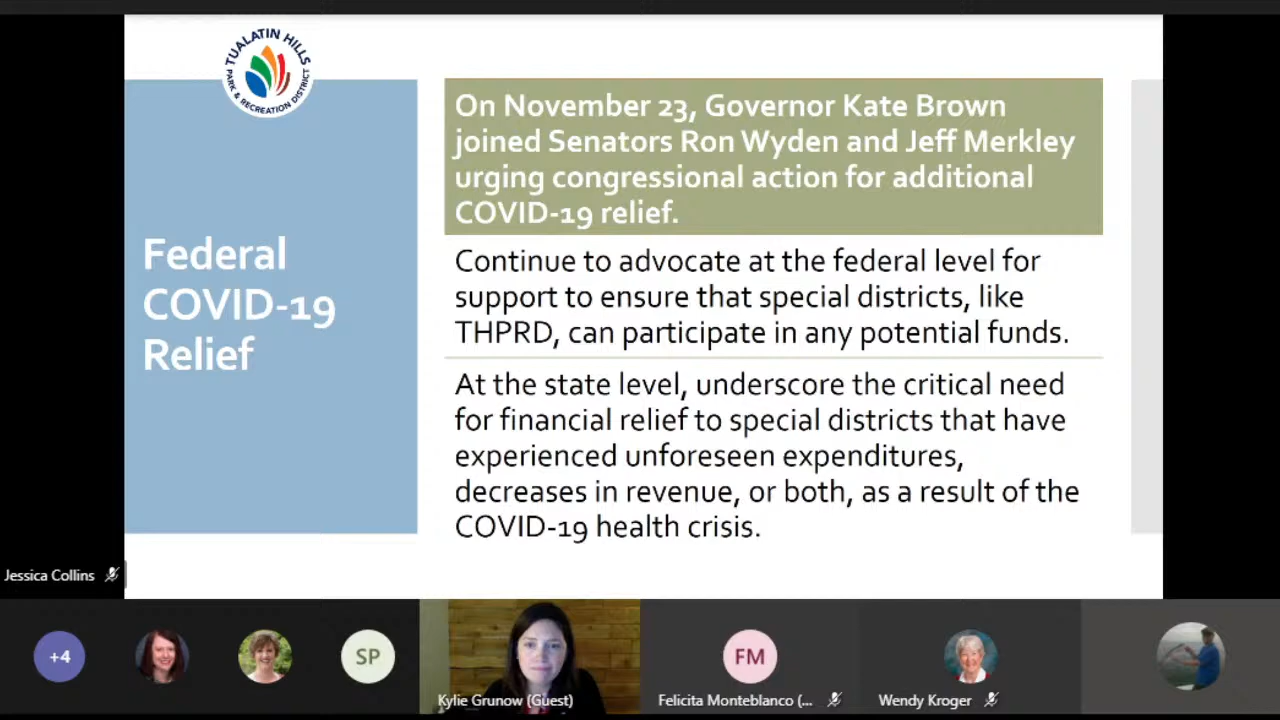 TUALATIN HILLS
PARK & RECREATION DISTRICT
Federal
COVID-19
Relief
On November 23, Governor Kate Brown
joined Senators Ron Wyden and Jeff Merkley
urging congressional action for additional
COVID-19 relief.
Continue to advocate at the federal level for
support to ensure that special districts, like
THPRD, can participate in any potential funds.
At the state level, underscore the critical need
for financial relief to special districts that have
experienced unforeseen expenditures,
decreases in revenue, or both, as a result of the
COVID-19 health crisis.
Jessica Collins
+4
SP
Kylie Grunow (Guest)
FM
Felicita Monteblanco (...
Wendy Kroger